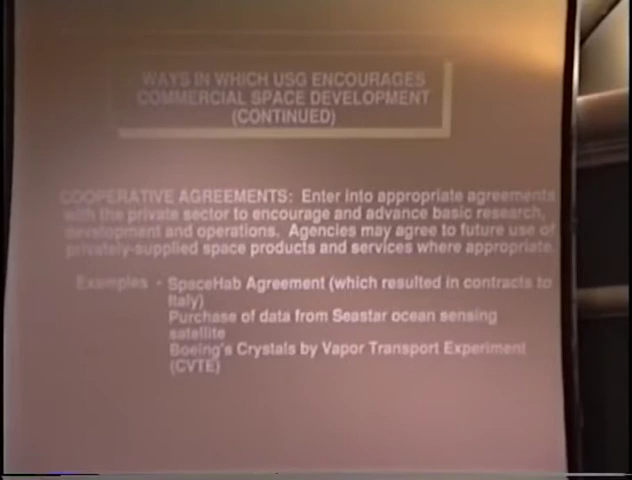 WAYS IN WHICH USG ENCOURAGES
COMMERCIAL SPACE DEVELOPMENT
(CONTINUED)
COOPERATIVE AGREEMENTS: Enter into appropriate agreements
with the private sector to encourage and advance basic research,
development and operations. Agencies may agree to future use of
privately-supplied space products and services where appropriate.
Examples - SpaceHab Agreement (which resulted in contracts to
Italy)
Purchase of data from Seastar ocean sensing
satellite
Boeing's Crystals by Vapor Transport Experiment
(CVTE)